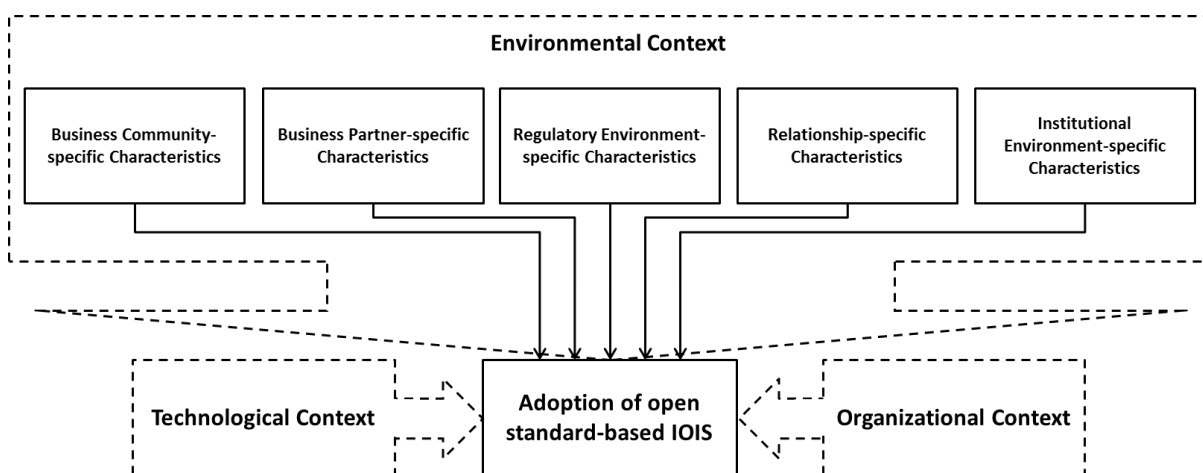 Environmental Context
Business Community-
specific Characteristics
Business Partner-specific
Characteristics
Regulatory Environment-
specific Characteristics
Relationship-specific
Characteristics
Institutional
Environment-specific
Characteristics
Technological Context
Adoption of open
standard-based IOIS
Organizational Context